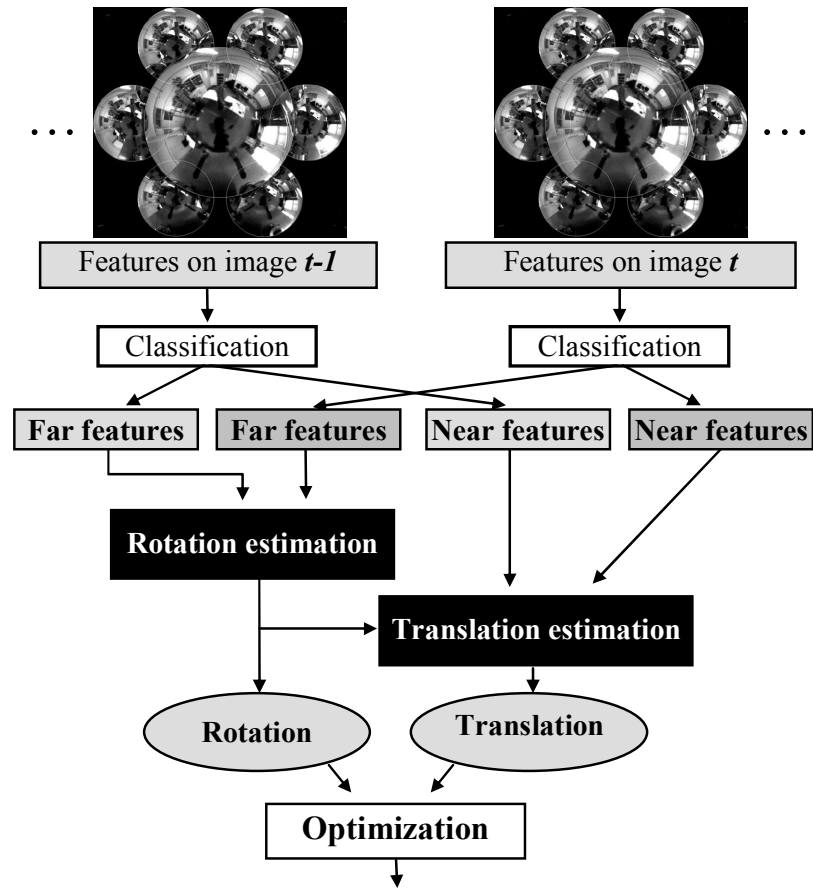 ... ...
Features on image t-1
Features on image t
Classification
Classification
Far features
Far features
Near features
Near features
Rotation estimation
Translation estimation
Rotation
Translation
Optimization